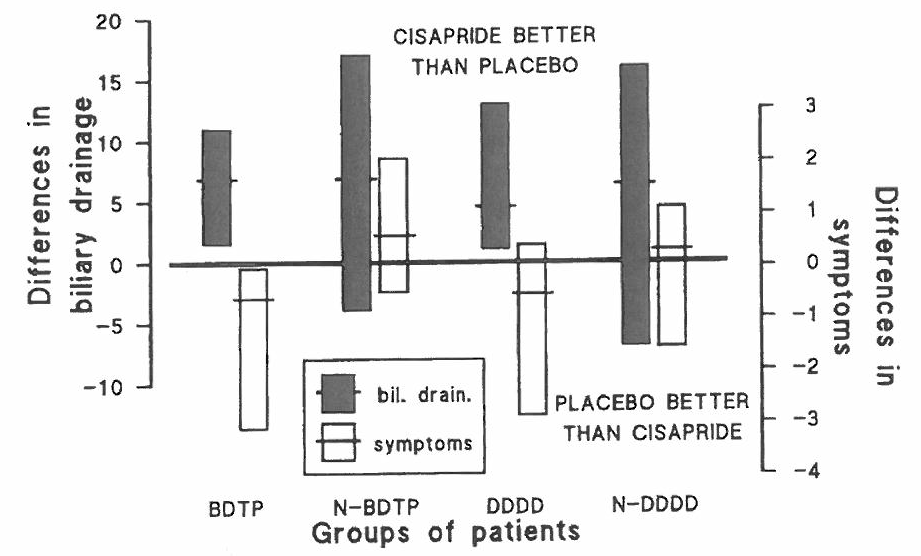 20
15
10
5
0
−5
−10
Differences in
biliary drainage
CISAPRIDE BETTER
THAN PLACEBO
3
2
1
0
−1
−2
−3
−4
Differences in
symptoms
PLACEBO BETTER
THAN CISAPRIDE
bil. drain.
symptoms
BDTP N−BDTP DDDD N−DDDD
Groups of patients